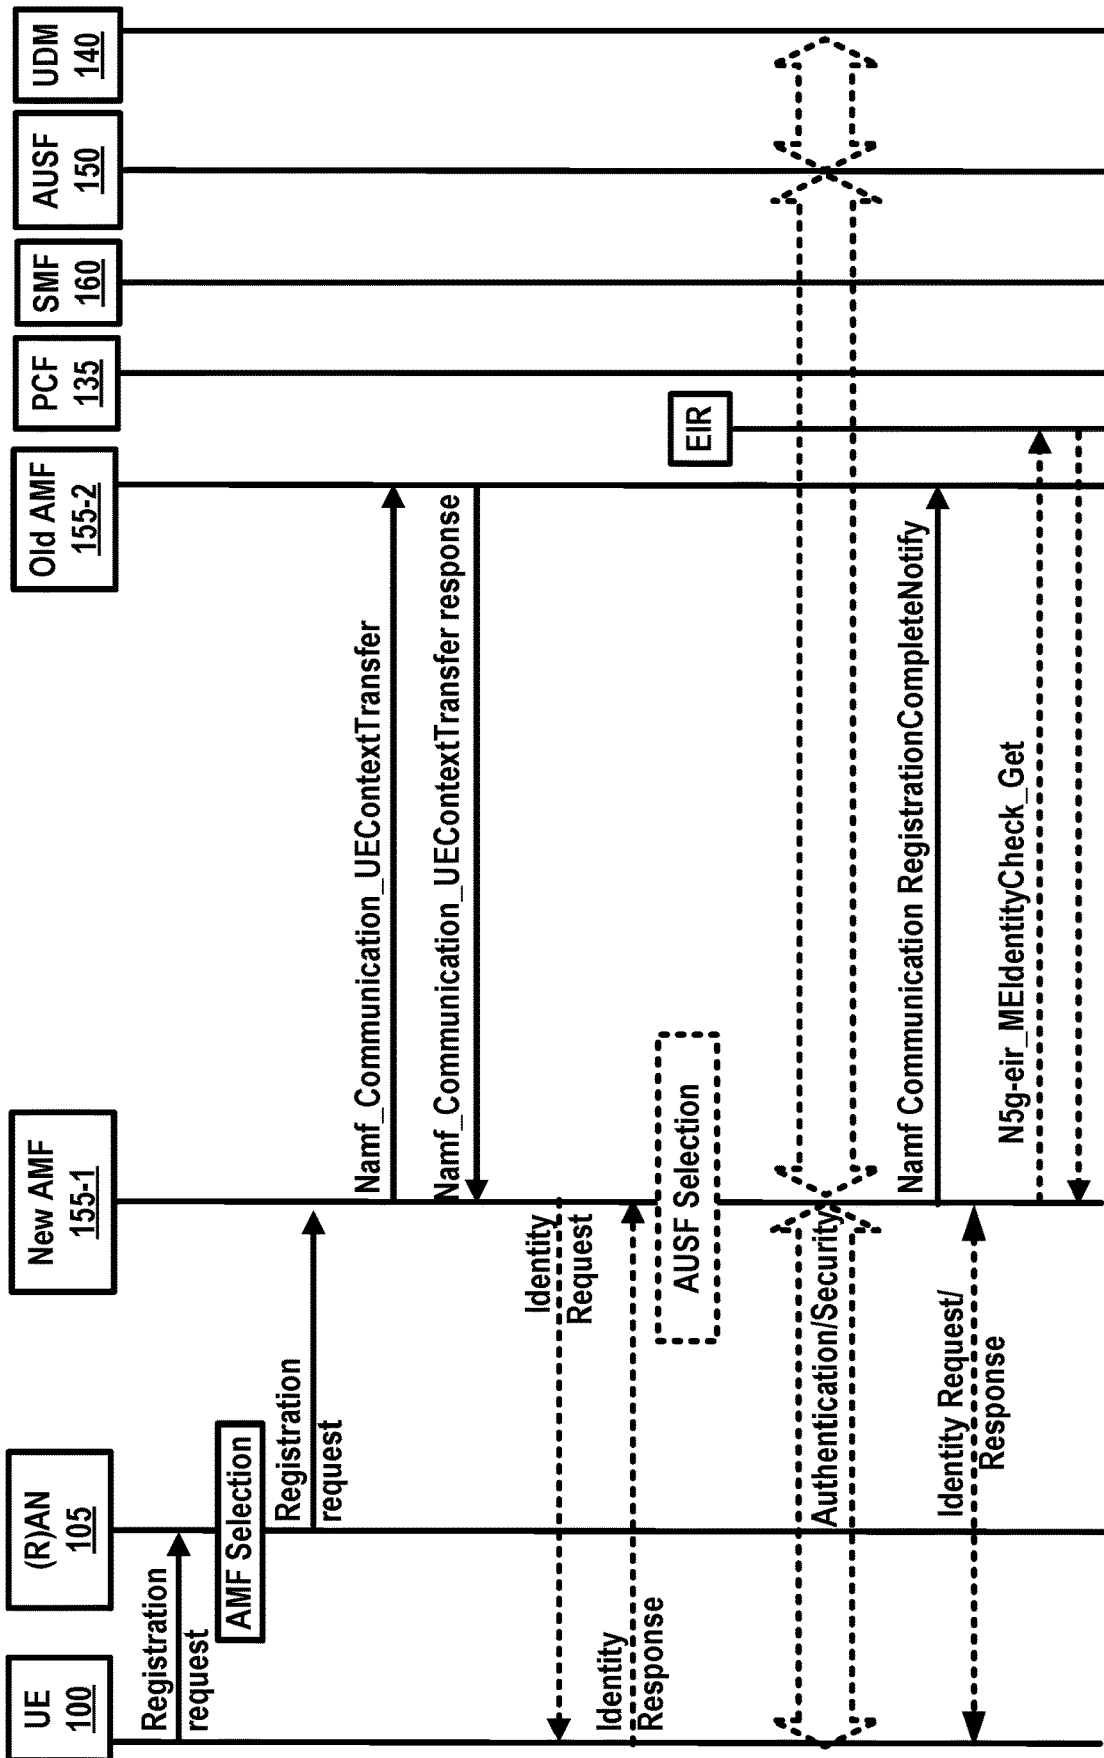 UE
100
(R)AN
105
New AMF
155-1
Old AMF
155-2
PCF
135
SMF
160
AUSF
150
UDM
140
Registration
request
AMF Selection
Registration
request
Namf_Communication_UEContextTransfer
Namf_Communication_UEContextTransfer response
Identity
Request
Identity
Response
AUSF Selection
EIR
Authentication/Security
Namf Communication RegistrationCompleteNotify
Identity Request/
Response
N5g-eir_MEIdentityCheck_Get